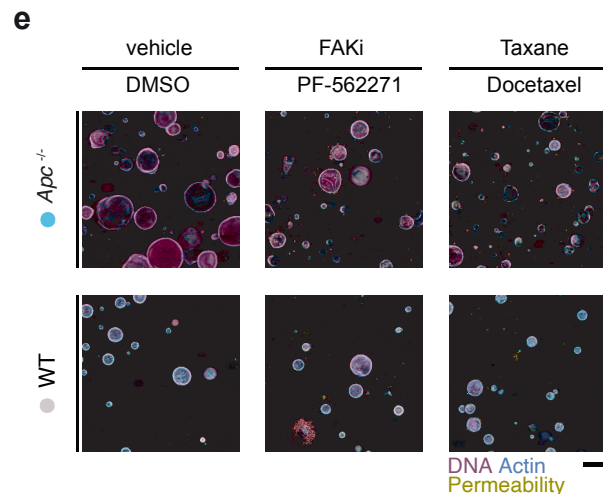 e
vehicle FAKi Taxane
DMSO PF-562271 Docetaxel
Apc -/-
WT
DNA Actin
Permeability